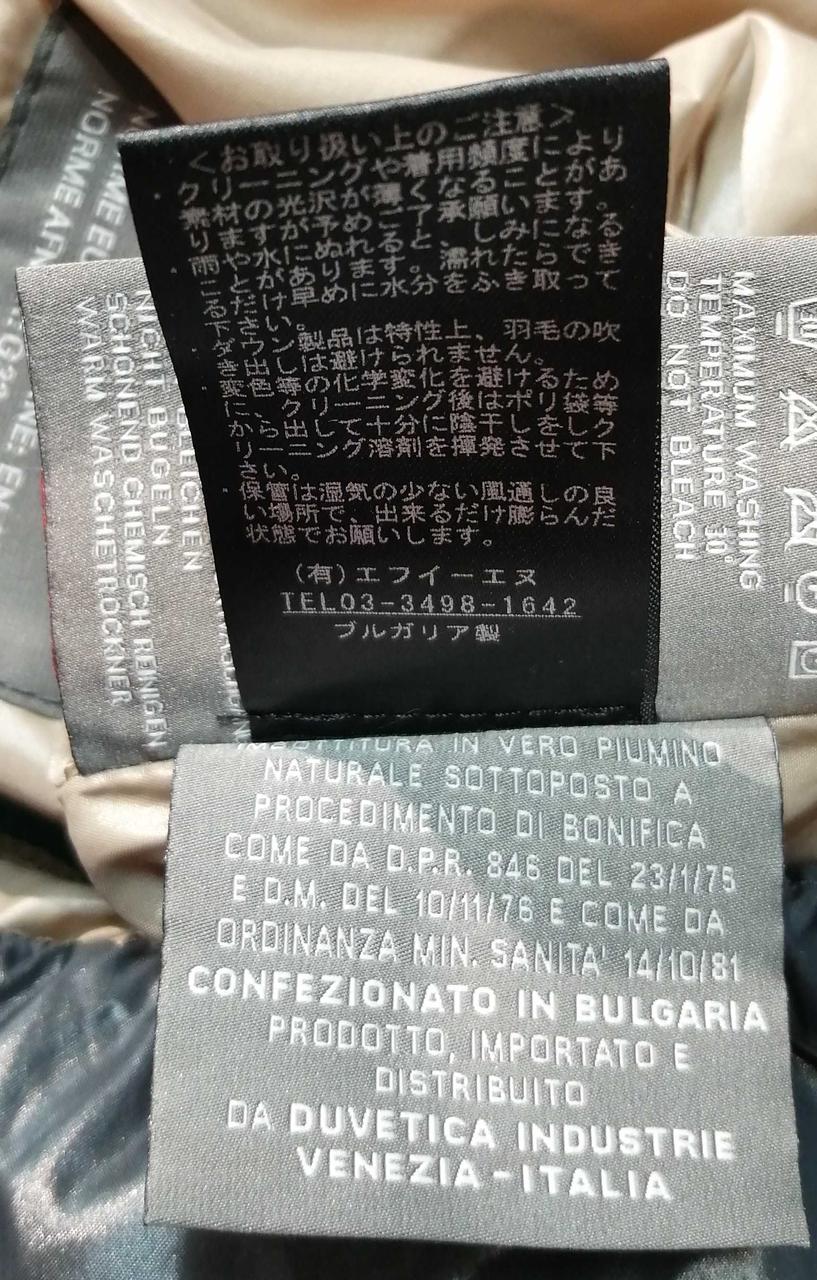 <お取り扱い上のご注意>
・クリーニングや着用頻度により
素材の光沢が薄くなることがあ
ります予めご了承願います。
・雨や水にぬれると、しみになる
ことがあります。濡れたらできる
だけ早めに水分をふき取って
下さい。
・ダウン製品は特性上、羽毛の吹
き出しは避けられません。
・変色等の化学変化を避けるため
に、クリーニング後はポリ袋等
から出して十分に陰干しをしク
リーニング溶剤を揮発させて下
さい。
・保管は湿気の少ない風通しの良
い場所で、出来るだけ膨らんだ
状態でお願いします。
(有)エフイーエヌ
TEL03-3498-1642
ブルガリア製
MAXIMUM WASHING
TEMPERATURE 30°
DO NOT BLEACH
NICHT BLEICHEN
BUGELN
SCHONEND CHEMISCH REINIGEN
WARM WASCHETROCKNER
NORME AFN
IMBOTTITURA IN VERO PIUMINO
NATURALE SOTTOPOSTO A
PROCEDIMENTO DI BONIFICA
COME DA D.P.R. 846 DEL 23/1/75
E D.M. DEL 10/11/76 E COME DA
ORDINANZA MIN. SANITA' 14/10/81
CONFEZIONATO IN BULGARIA
PRODOTTO, IMPORTATO E
DISTRIBUITO
DA DUVETICA INDUSTRIE
VENEZIA - ITALIA